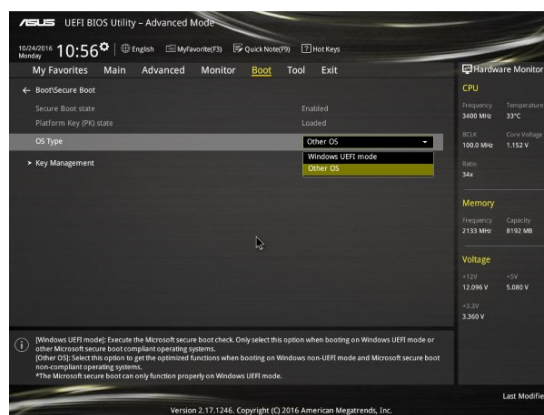 ASUS UEFI BIOS Utility – Advanced Mode
10/24/2016 Monday 10:56 English MyFavorite(F3) Quick Note(F9) ? Hot Keys
My Favorites Main Advanced Monitor Boot Tool Exit
Hardware Monitor
← Boot\Secure Boot
Secure Boot state Enabled
Platform Key (PK) state Loaded
OS Type Other OS
Windows UEFI mode
Other OS
> Key Management
CPU
Frequency Temperature
3400 MHz 33°C
BCLK Core Voltage
100.0 MHz 1.152 V
Ratio
34x
Memory
Frequency Capacity
2133 MHz 8192 MB
Voltage
+12V +5V
12.096 V 5.080 V
+3.3V
3.360 V
[Windows UEFI mode]: Execute the Microsoft secure boot check. Only select this option when booting on Windows UEFI mode or
other Microsoft secure boot compliant operating systems.
[Other OS]: Select this option to get the optimized functions when booting on Windows non-UEFI mode and Microsoft secure boot
non-compliant operating systems.
*The Microsoft secure boot can only function properly on Windows UEFI mode.
Last Modifie
Version 2.17.1246. Copyright (C) 2016 American Megatrends, Inc.